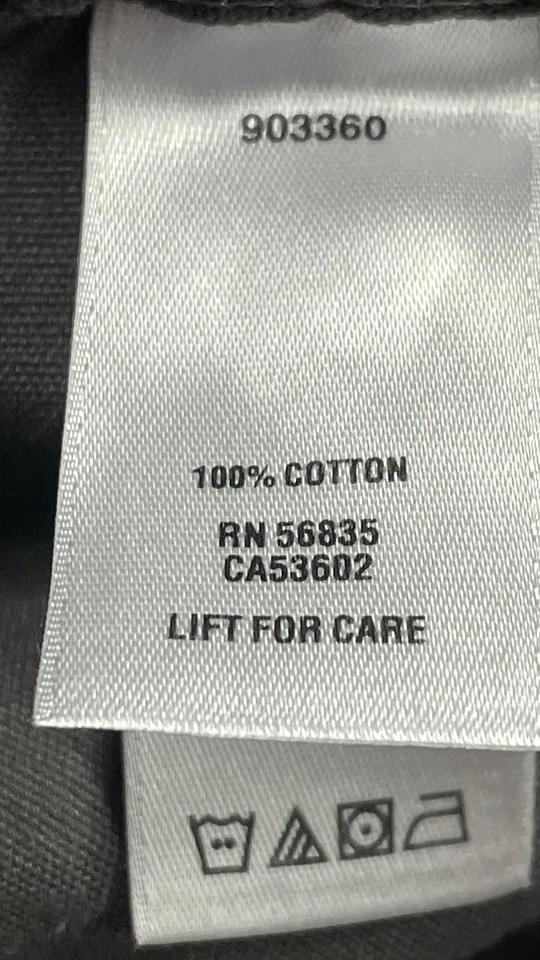 903360
100% COTTON
RN 56835
CA53602
LIFT FOR CARE